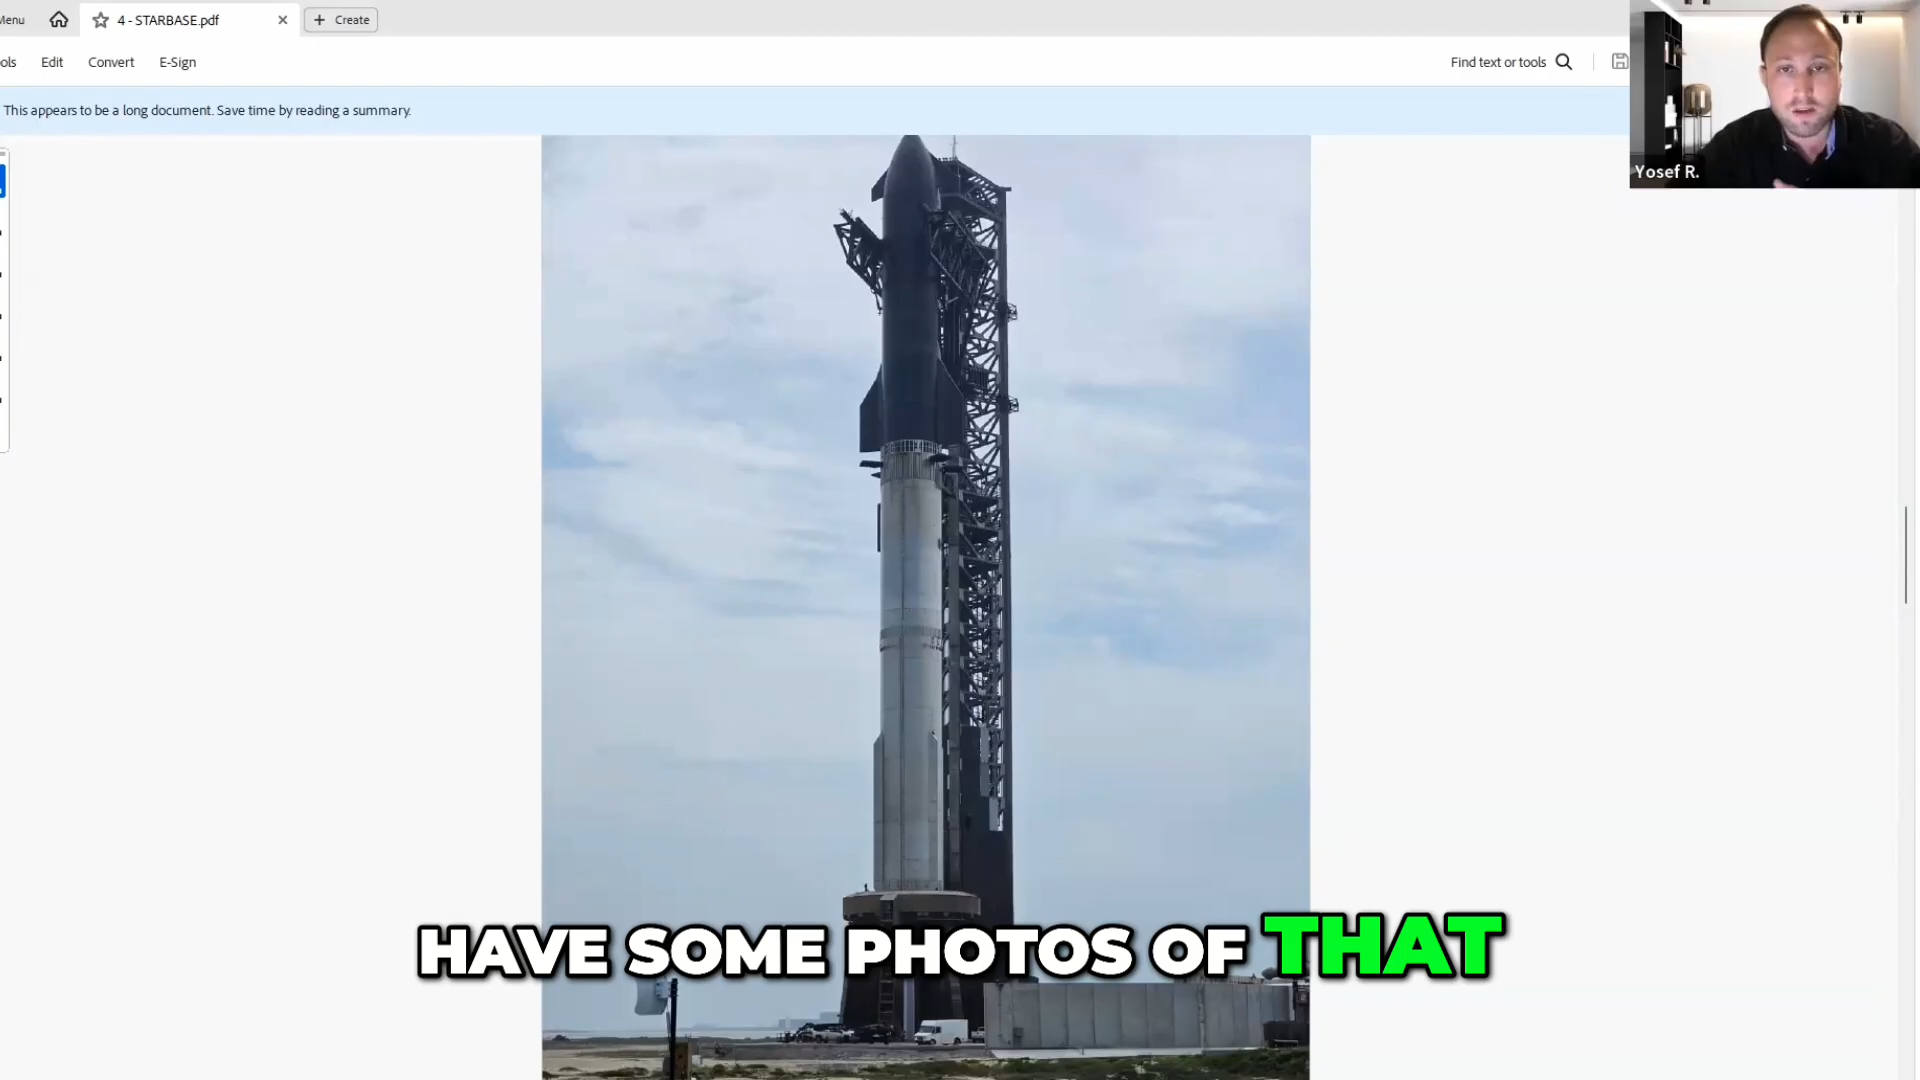 Menu
4 - STARBASE.pdf
Create
ols
Edit
Convert
E-Sign
Find text or tools
This appears to be a long document. Save time by reading a summary.
Yosef R.
HAVE SOME PHOTOS OF THAT